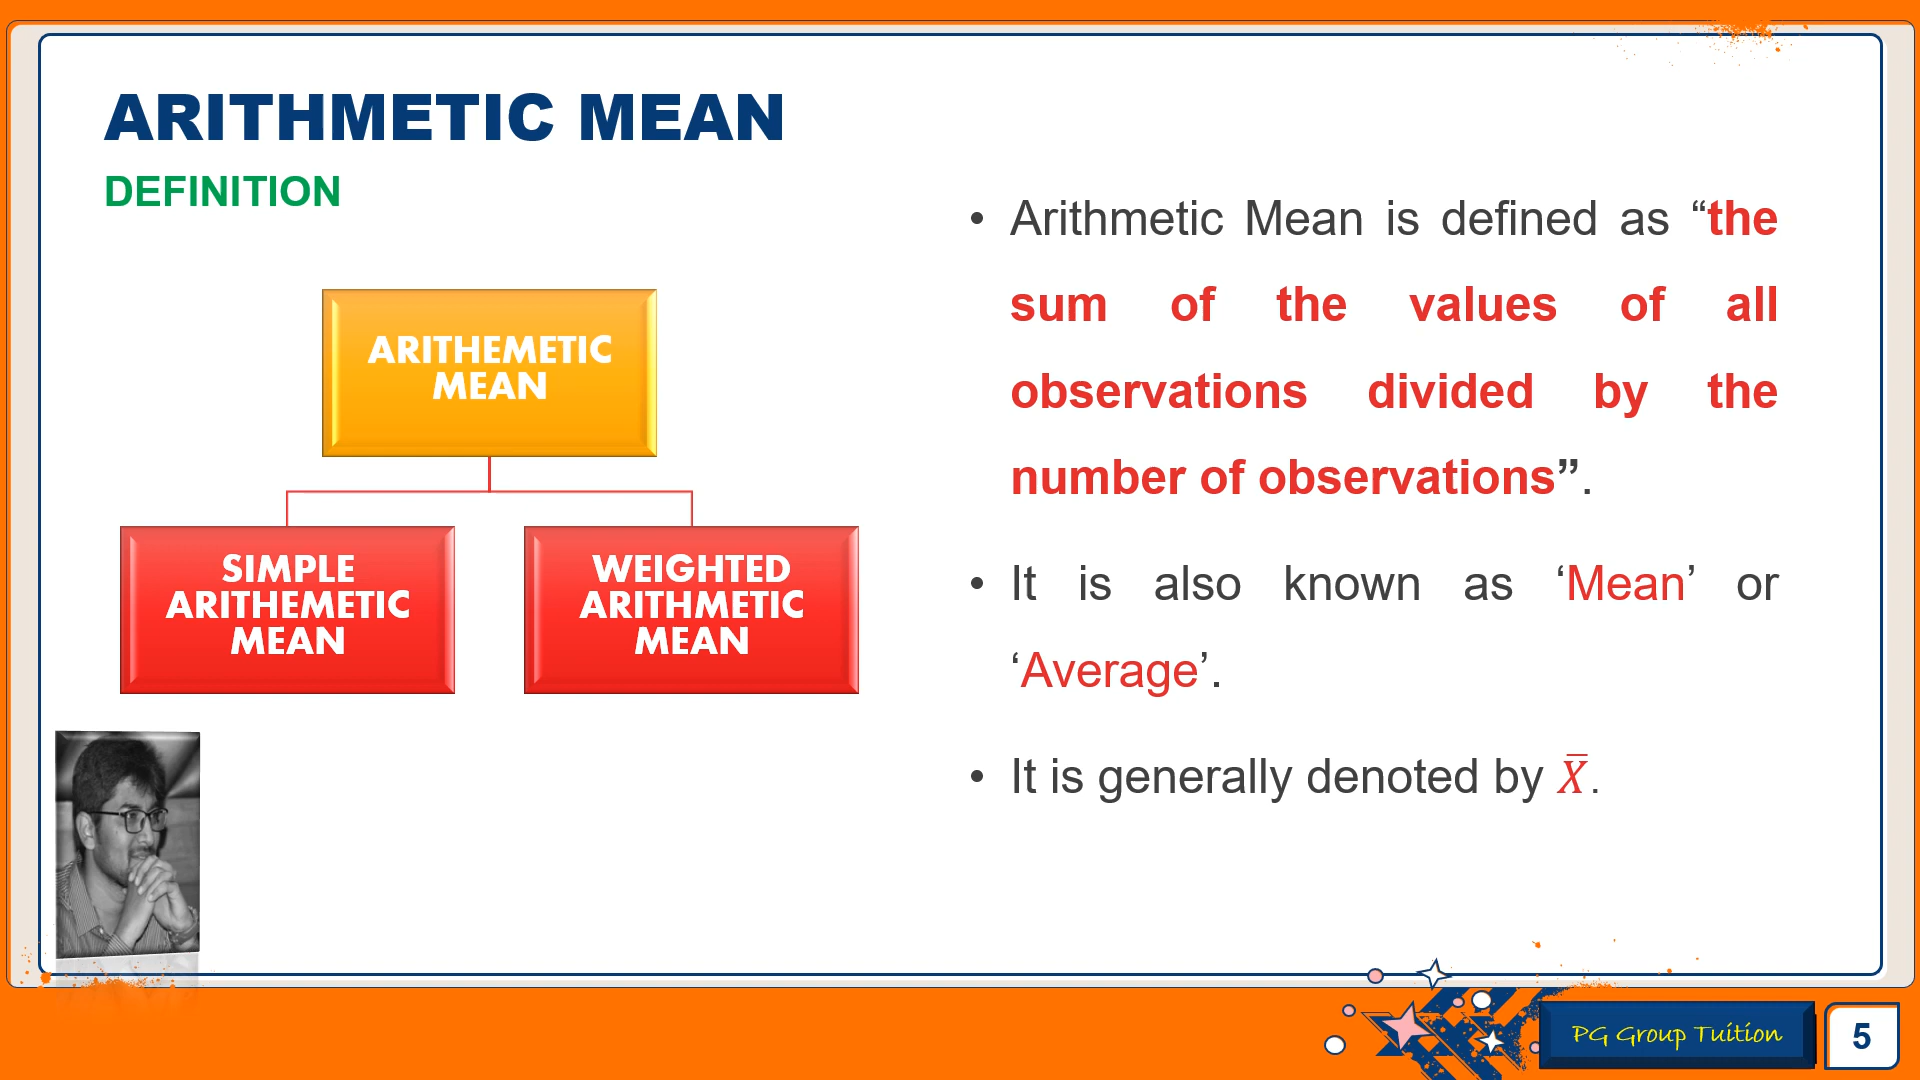 ARITHMETIC MEAN
DEFINITION
ARITHEMETIC
MEAN
SIMPLE
ARITHEMETIC
MEAN
WEIGHTED
ARITHMETIC
MEAN
• Arithmetic Mean is defined as “the
sum of the values of all
observations divided by the
number of observations”.
• It is also known as ‘Mean’ or
‘Average’.
• It is generally denoted by X̅.
PG Group Tuition
5